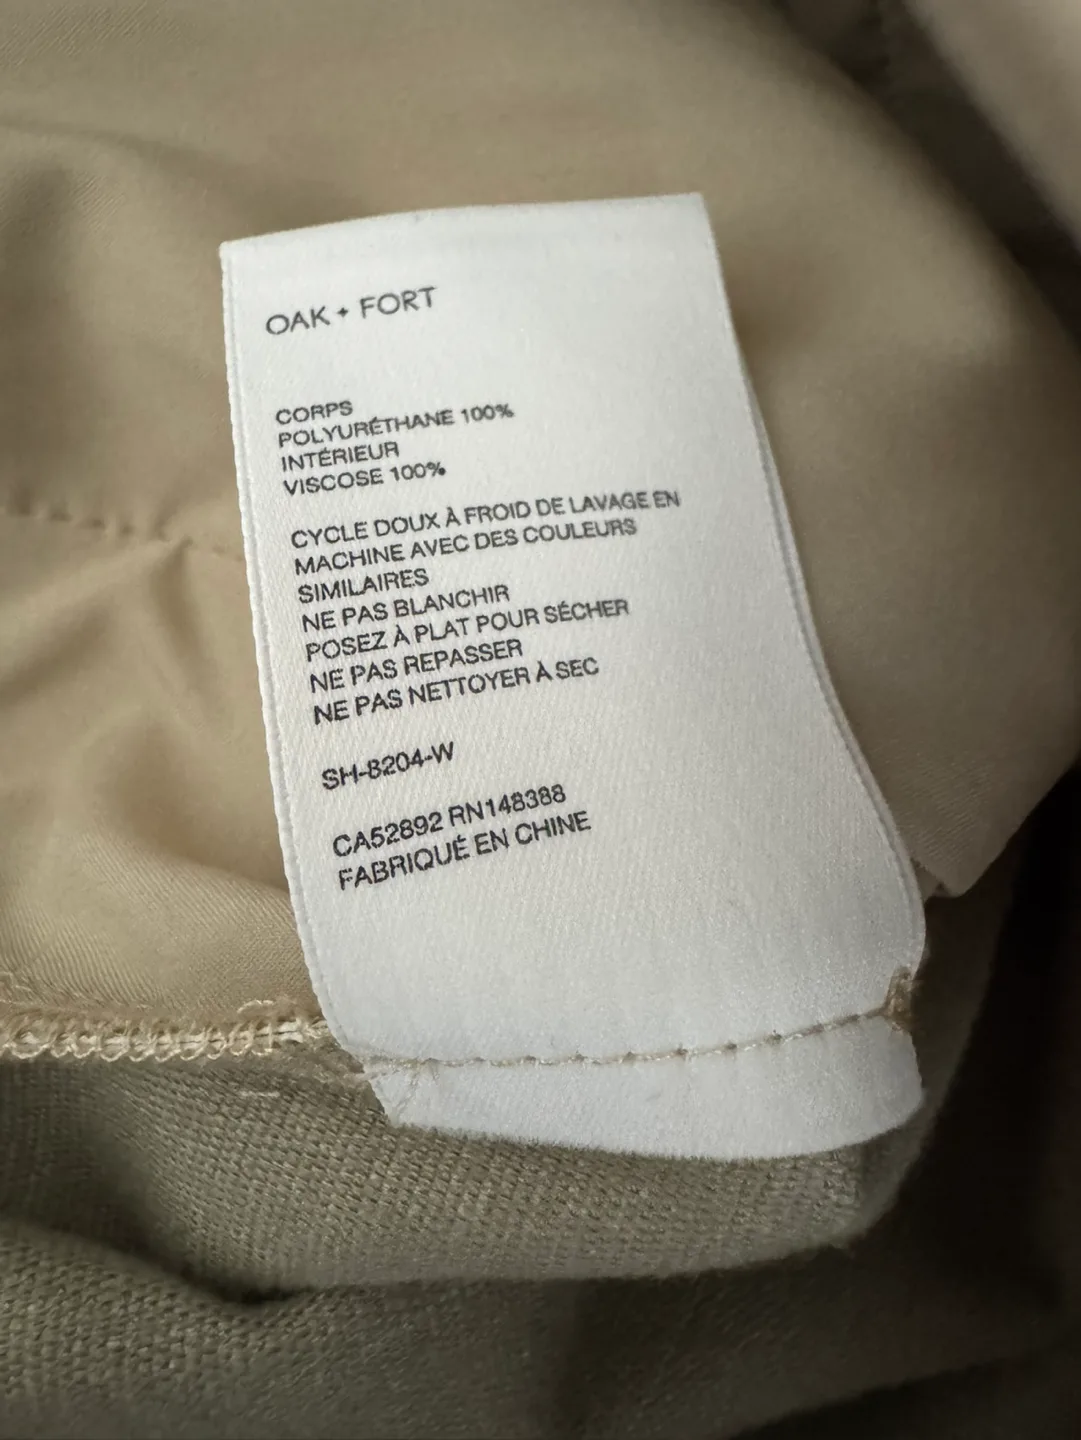 OAK + FORT
CORPS
POLYURÉTHANE 100%
INTÉRIEUR
VISCOSE 100%
CYCLE DOUX À FROID DE LAVAGE EN
MACHINE AVEC DES COULEURS
SIMILAIRES
NE PAS BLANCHIR
POSEZ À PLAT POUR SÉCHER
NE PAS REPASSER
NE PAS NETTOYER À SEC
SH-8204-W
CA52892 RN148388
FABRIQUÉ EN CHINE